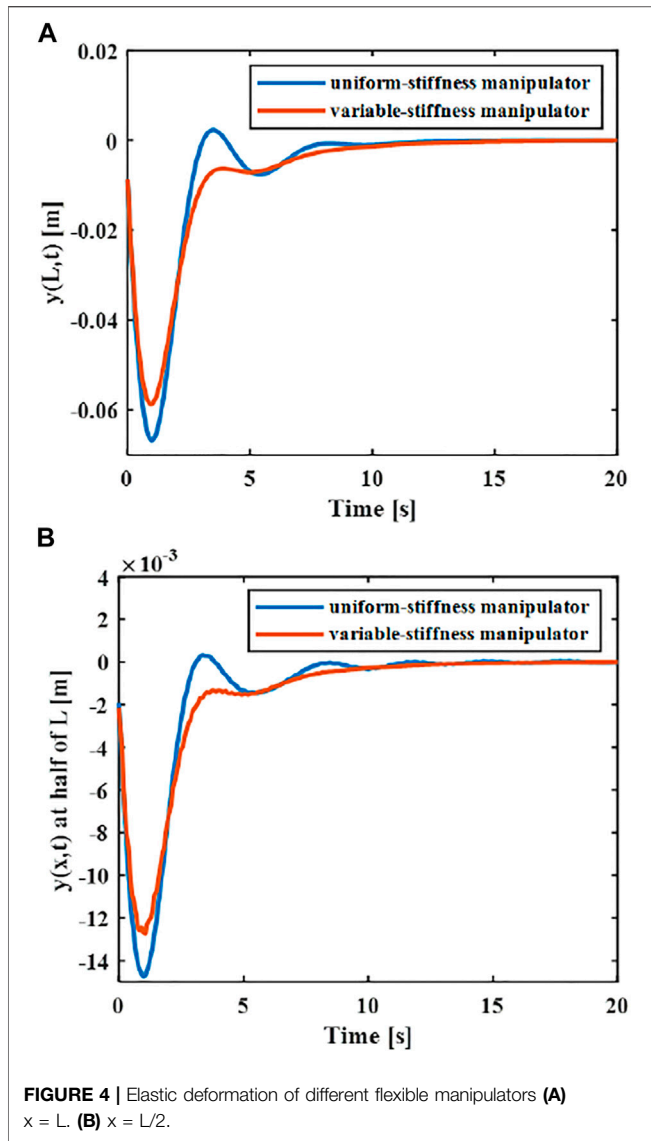 A
0.02
uniform-stiffness manipulator
variable-stiffness manipulator
0
-0.02
-0.04
-0.06
y(L,t) [m]
0 5 10 15 20
Time [s]
B
×10⁻³
4
uniform-stiffness manipulator
variable-stiffness manipulator
2
0
-2
-4
-6
-8
-10
-12
-14
y(x,t) at half of L [m]
0 5 10 15 20
Time [s]
FIGURE 4 | Elastic deformation of different flexible manipulators (A)
x = L. (B) x = L/2.